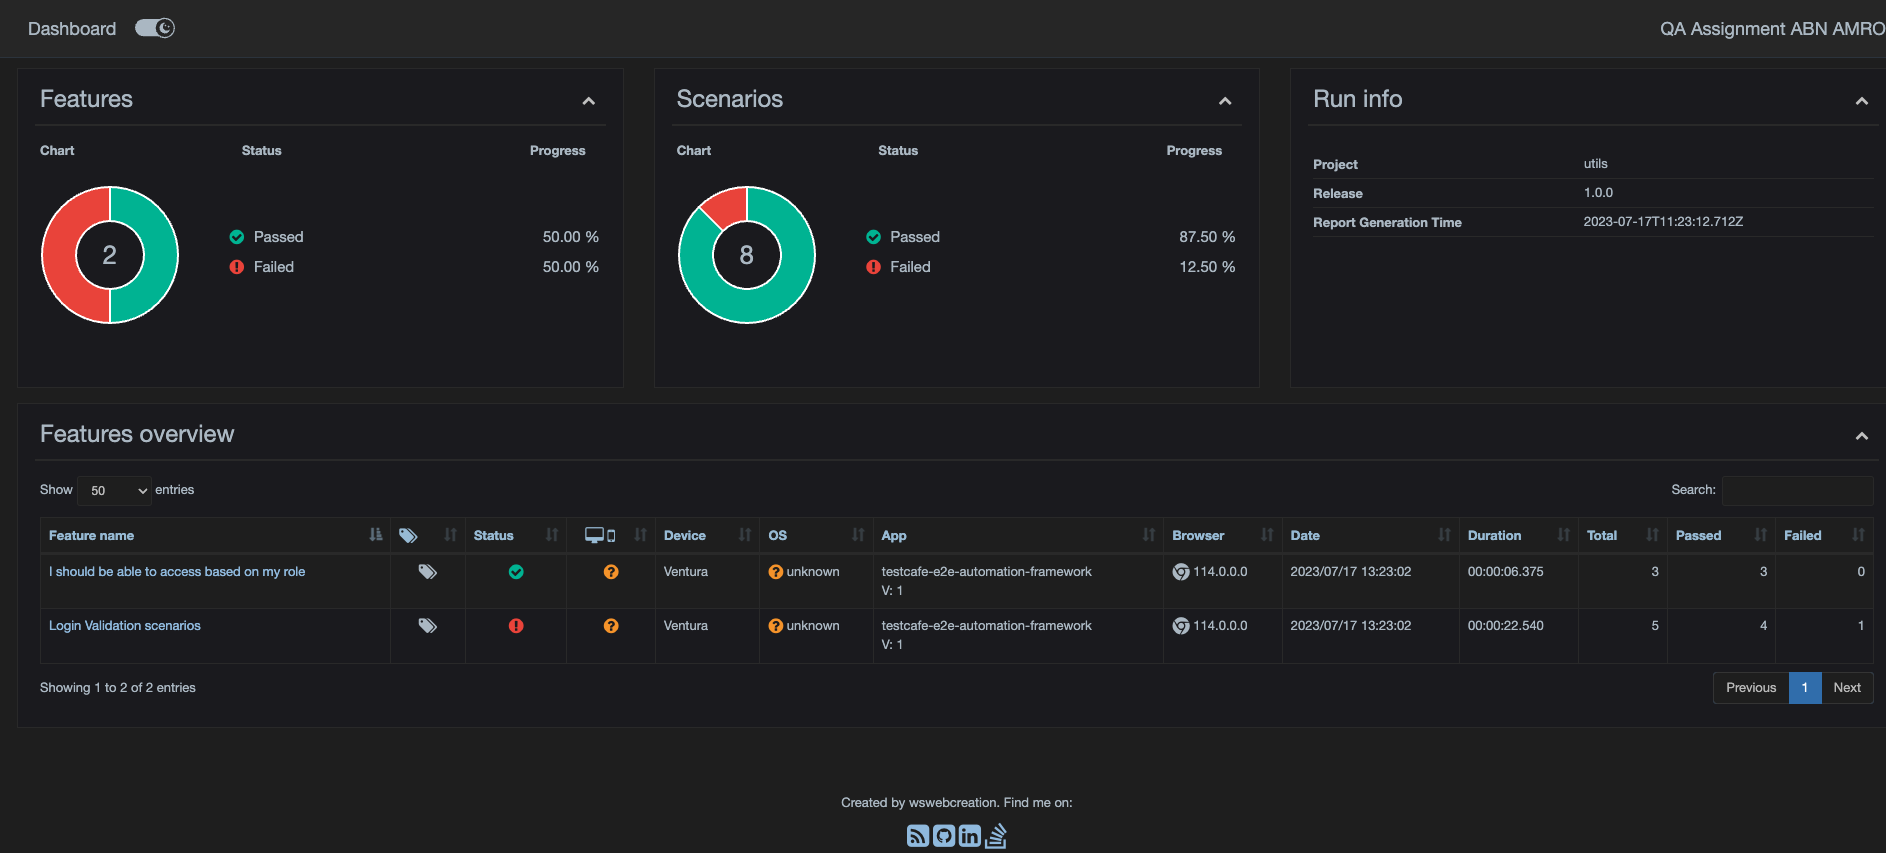 Dashboard
QA Assignment ABN AMRO
Features
Chart Status Progress
2
Passed 50.00 %
Failed 50.00 %
Scenarios
Chart Status Progress
8
Passed 87.50 %
Failed 12.50 %
Run info
Project utils
Release 1.0.0
Report Generation Time 2023-07-17T11:23:12.712Z
Features overview
Show 50 entries
Search:
Feature name Status Device OS App Browser Date Duration Total Passed Failed
I should be able to access based on my role Ventura unknown testcafe-e2e-automation-framework 114.0.0.0 2023/07/17 13:23:02 00:00:06.375 3 3 0
V: 1
Login Validation scenarios Ventura unknown testcafe-e2e-automation-framework 114.0.0.0 2023/07/17 13:23:02 00:00:22.540 5 4 1
V: 1
Showing 1 to 2 of 2 entries
Previous 1 Next
Created by wswebcreation. Find me on: